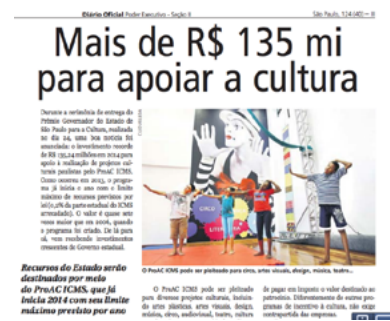 Diário Oficial Poder Executivo - Seção II
São Paulo, 124 (40) – II
Mais de R$ 135 mi
para apoiar a cultura
Durante a cerimônia de entrega do
Prêmio Governador do Estado de
São Paulo para a Cultura, realizada
no dia 24, uma boa notícia foi
anunciada: o investimento recorde
de R$ 135,24 milhões em 2014 para
apoio à realização de projetos cul-
turais paulistas pelo ProAC ICMS.
Como ocorreu em 2013, o progra-
ma já inicia o ano com o limite
máximo de recursos previstos por
lei (0,2% da parte estadual do ICMS
arrecadado). O valor é quase sete
vezes maior que em 2006, quando
o programa foi criado. De lá para
cá, vem recebendo investimentos
crescentes do Governo estadual.
CIRCO
LITERATURA
O ProAC ICMS pode ser pleiteado para circo, artes visuais, design, música, teatro...
Recursos do Estado serão
destinados por meio
do ProAC ICMS, que já
inicia 2014 com seu limite
máximo previsto por ano
O ProAC ICMS pode ser pleiteado
para diversos projetos culturais, incluin-
do artes plásticas, artes visuais, design,
música, circo, audiovisual, teatro, cultura
de pagar em imposto o valor destinado ao
patrocínio. Diferentemente de outros pro-
gramas de incentivo à cultura, não exige
contrapartida das empresas.